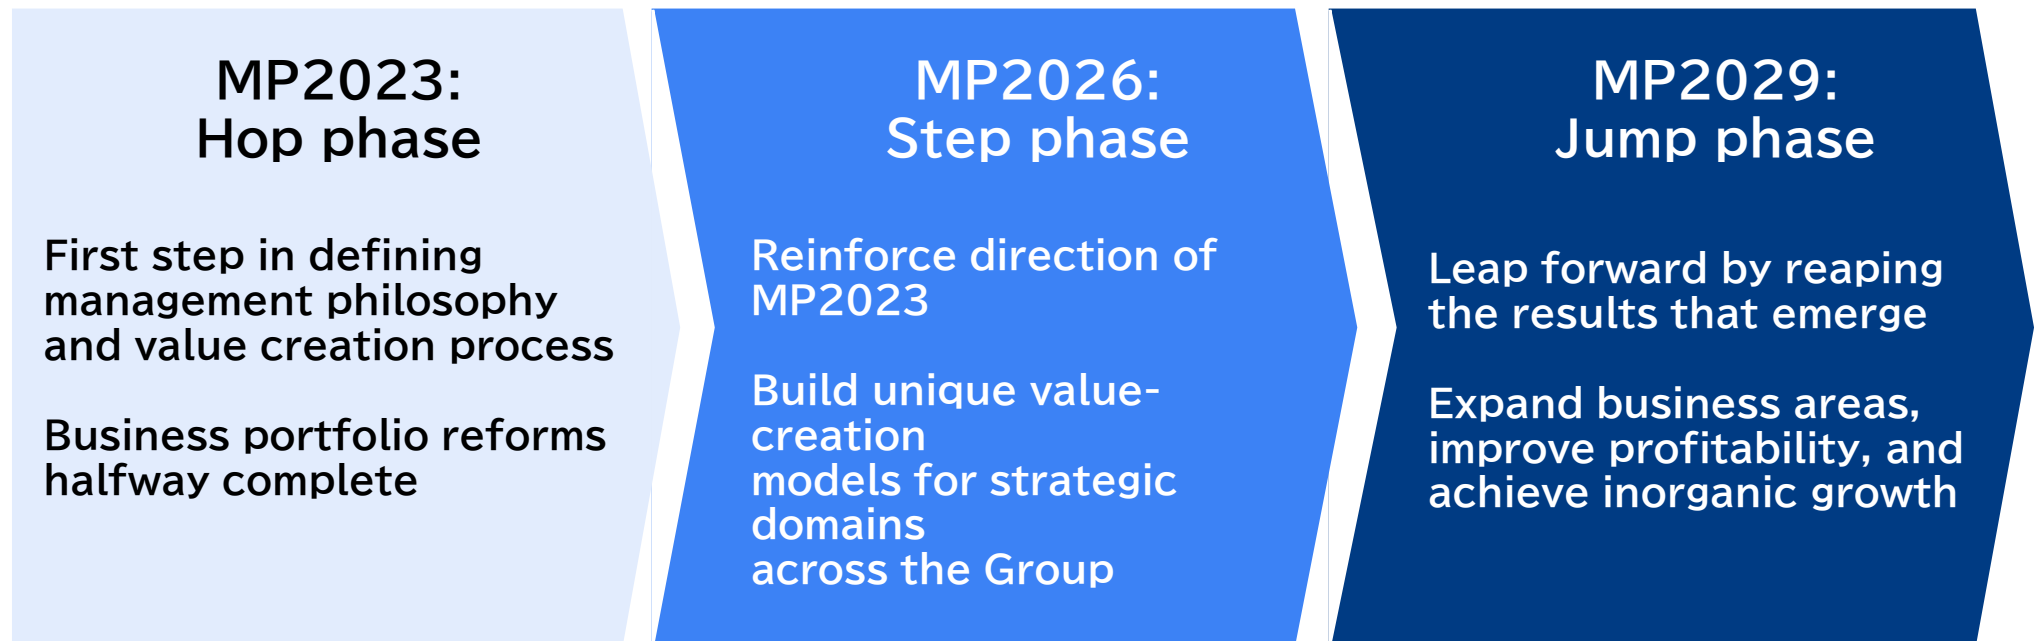 MP2023:
Hop phase
First step in defining
management philosophy
and value creation process
Business portfolio reforms
halfway complete
MP2026:
Step phase
Reinforce direction of
MP2023
Build unique value-
creation
models for strategic
domains
across the Group
MP2029:
Jump phase
Leap forward by reaping
the results that emerge
Expand business areas,
improve profitability, and
achieve inorganic growth